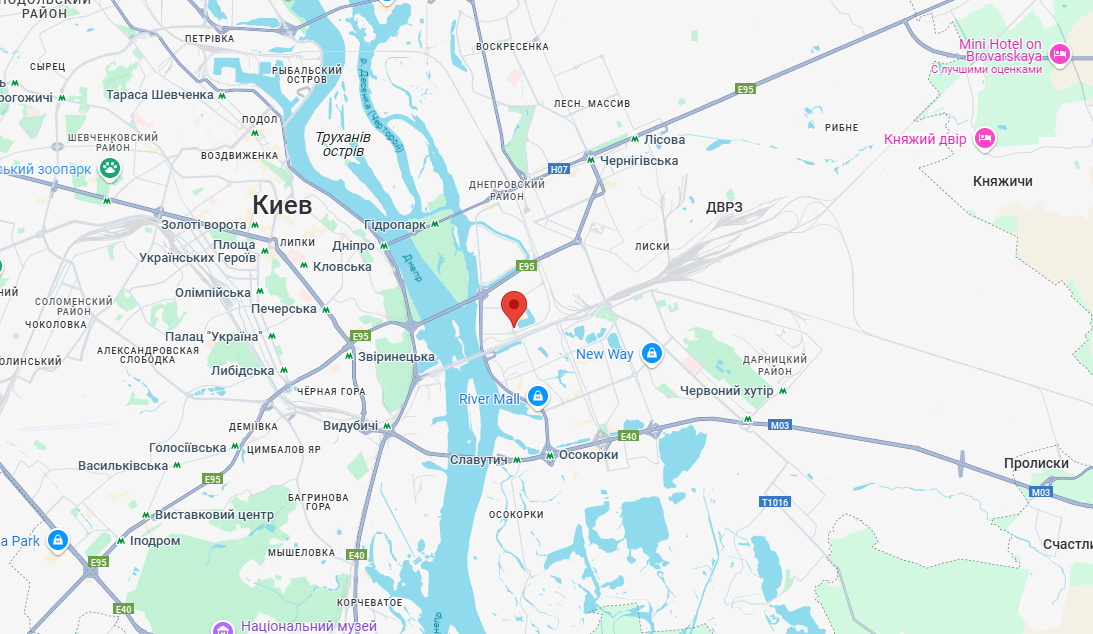 ПОДОЛЬСКИЙ
РАЙОН
ПЕТРІВКА
ВОСКРЕСЕНКА
Mini Hotel on
Brovarskaya
С лучшими оценками
СЫРЕЦ
РЫБАЛЬСКИЙ
ОСТРОВ
р. Десенка (Чертор
E95
Тараса Шевченка
ЛЕСН. МАССИВ
ПОДОЛ
рогожичі
ШЕВЧЕНКОВСКИЙ
РАЙОН
Труханів
острів
Лісова
РИБНЕ
Княжий двір
ВОЗДВИЖЕНКА
Чернігівська
H07
ський зоопарк
ДНЕПРОВСКИЙ
РАЙОН
Княжичи
Киев
ДВРЗ
Золоті ворота
Гідропарк
Площа
Українських Героїв
ЛИПКИ
Дніпро
ЛИСКИ
Кловська
Днепр
E95
Олімпійська
СОЛОМЕНСКИЙ
РАЙОН
Печерська
ЧОКОЛОВКА
Палац "Україна"
E95
АЛЕКСАНДРОВСКАЯ
СЛОБОДКА
Звіринецька
New Way
ДАРНИЦКИЙ
РАЙОН
ОЛИНСКИЙ
Либідська
ЧЁРНАЯ ГОРА
River Mall
Червоний хутір
ДЕМІЇВКА
Видубичі
M03
E40
Голосіївська
ЦИМБАЛОВ ЯР
Славутич
Осокорки
Васильківська
Пролиски
E95
M03
БАГРИНОВА
ГОРА
T1016
Виставковий центр
ОСОКОРКИ
a Park
Іподром
МЫШЕЛОВКА
E40
Счастли
E95
КОРЧЕВАТОЕ
E40
Національний музей